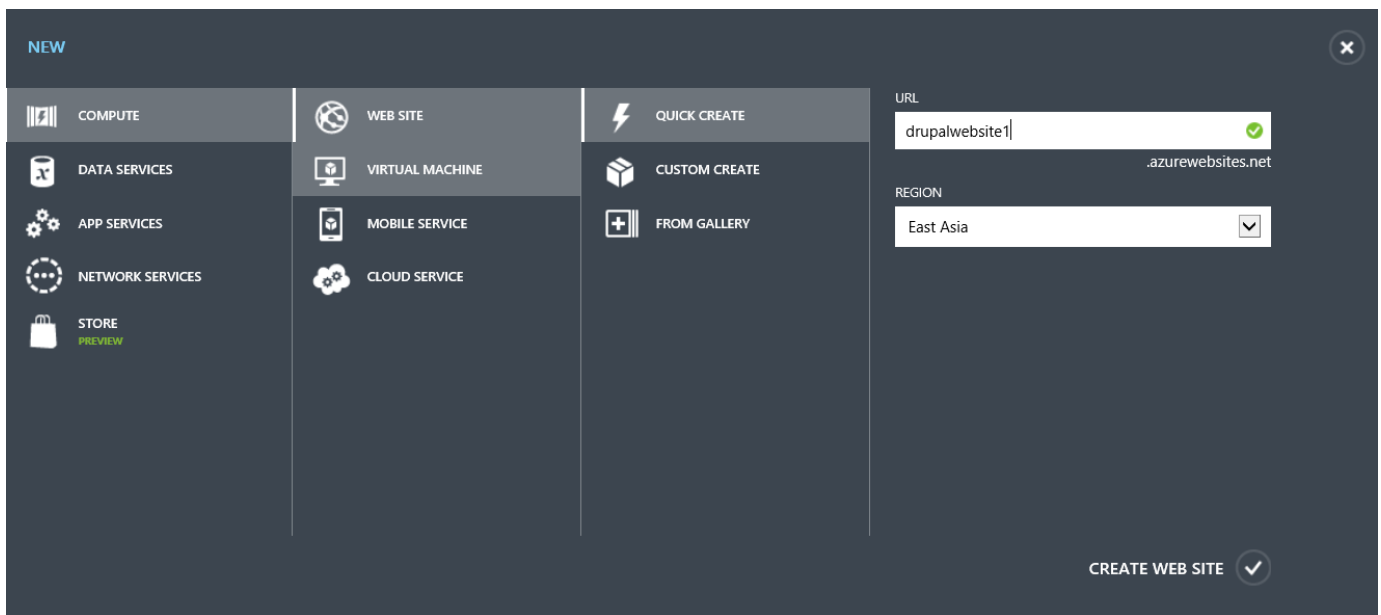 NEW
COMPUTE
DATA SERVICES
APP SERVICES
NETWORK SERVICES
STORE
PREVIEW
WEB SITE
VIRTUAL MACHINE
MOBILE SERVICE
CLOUD SERVICE
QUICK CREATE
CUSTOM CREATE
FROM GALLERY
URL
drupalwebsite1
.azurewebsites.net
REGION
East Asia
CREATE WEB SITE